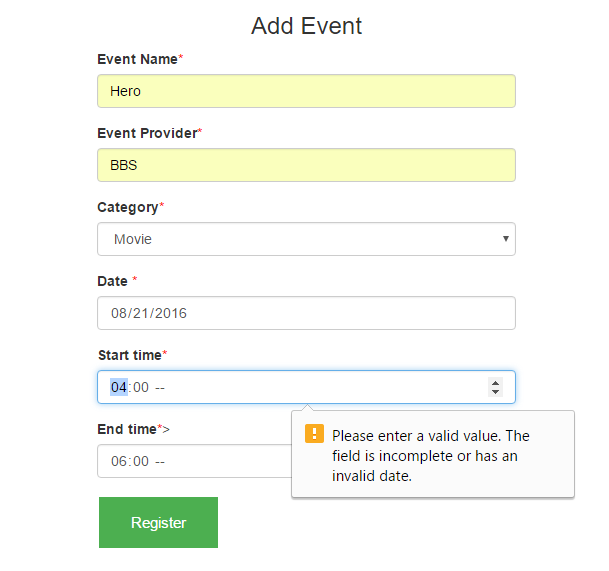 Add Event
Event Name*
Hero
Event Provider*
BBS
Category*
Movie
Date *
08/21/2016
Start time*
04:00 --
End time*>
06:00 --
Please enter a valid value. The
field is incomplete or has an
invalid date.
Register